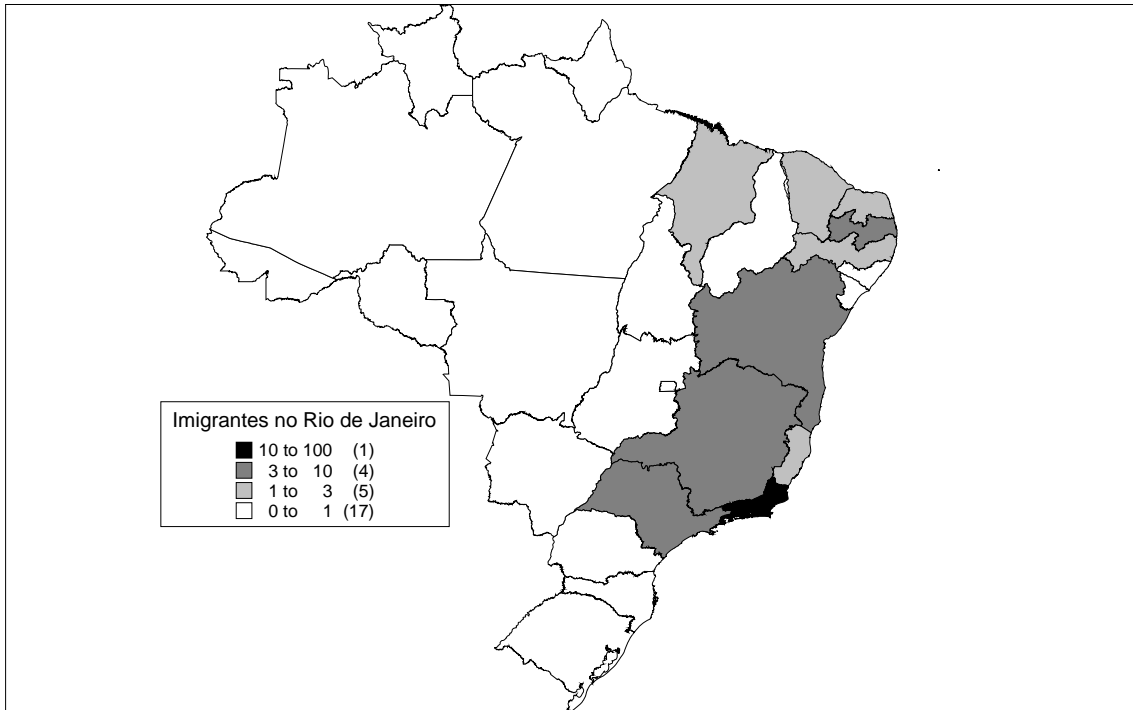 Imigrantes no Rio de Janeiro
10 to 100 (1)
3 to 10 (4)
1 to 3 (5)
0 to 1 (17)